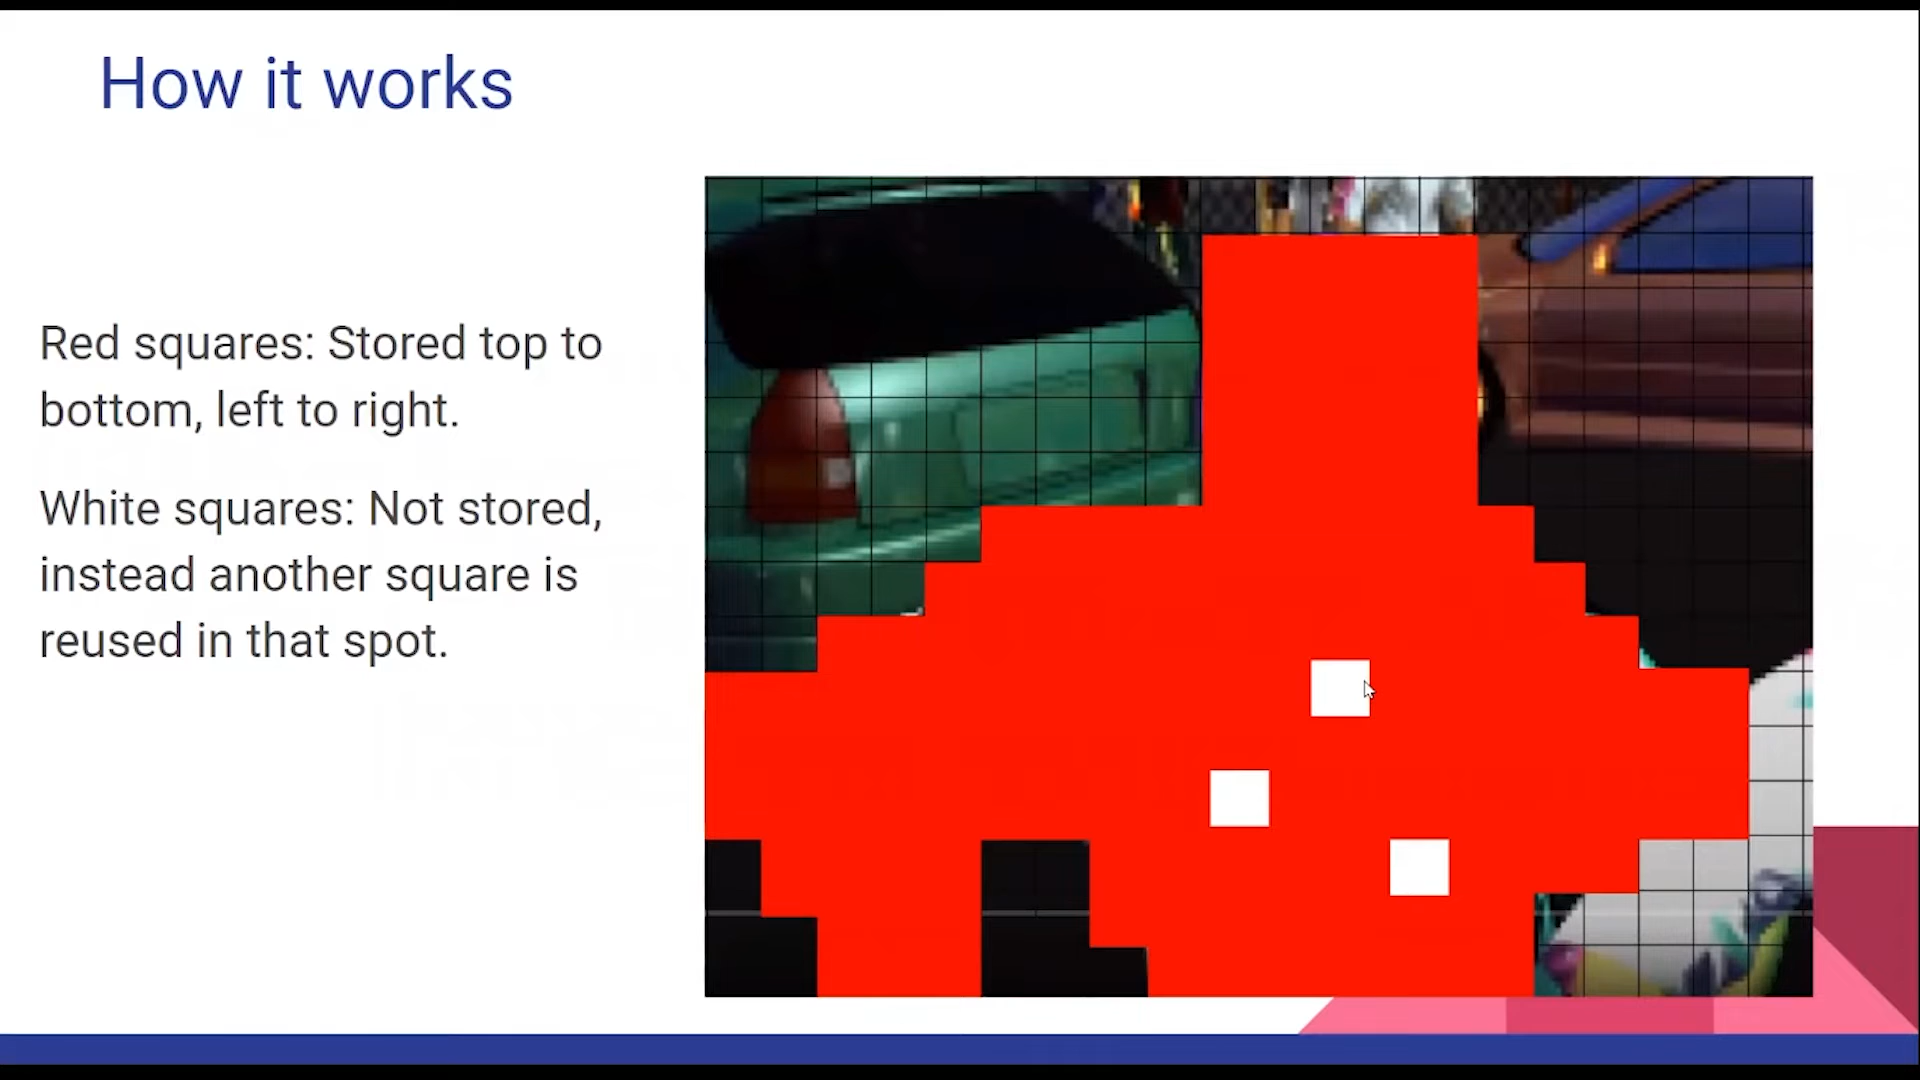 How it works
Red squares: Stored top to
bottom, left to right.
White squares: Not stored,
instead another square is
reused in that spot.